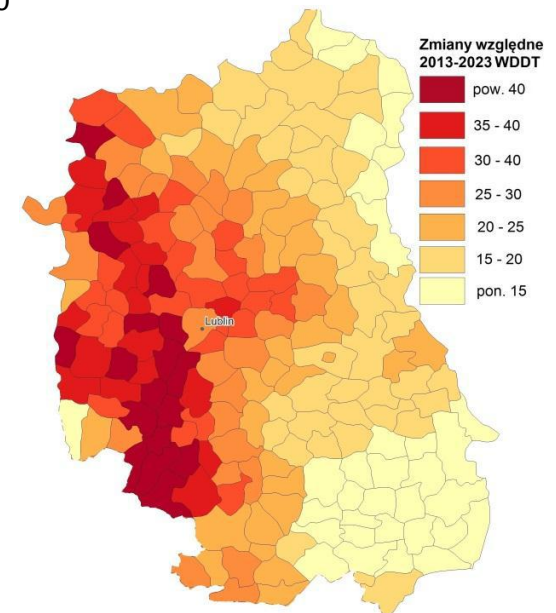 Zmiany względne
2013-2023 WDDT
pow. 40
35 - 40
30 - 40
25 - 30
20 - 25
15 - 20
pon. 15
Lublin